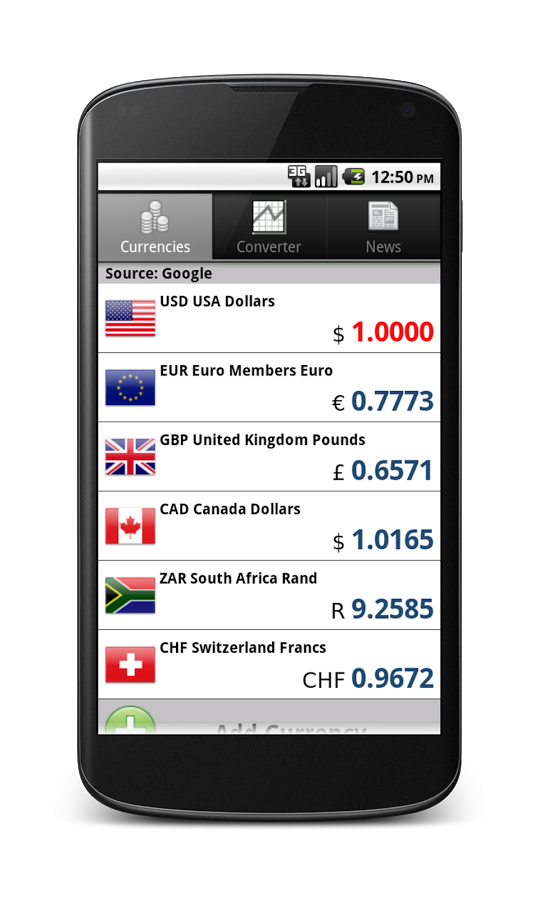 3G
12:50 PM
Currencies
Converter
News
Source: Google
USD USA Dollars
$ 1.0000
EUR Euro Members Euro
€ 0.7773
GBP United Kingdom Pounds
£ 0.6571
CAD Canada Dollars
$ 1.0165
ZAR South Africa Rand
R 9.2585
CHF Switzerland Francs
CHF 0.9672
Add Currency